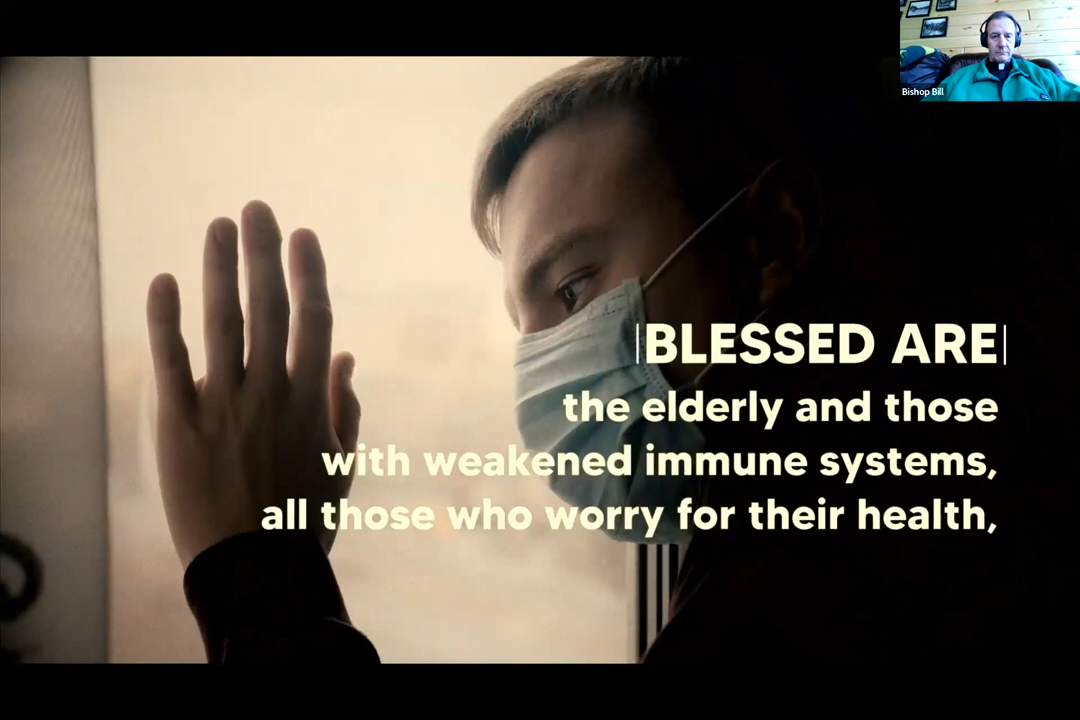 Bishop Bill
BLESSED ARE
the elderly and those
with weakened immune systems,
all those who worry for their health,